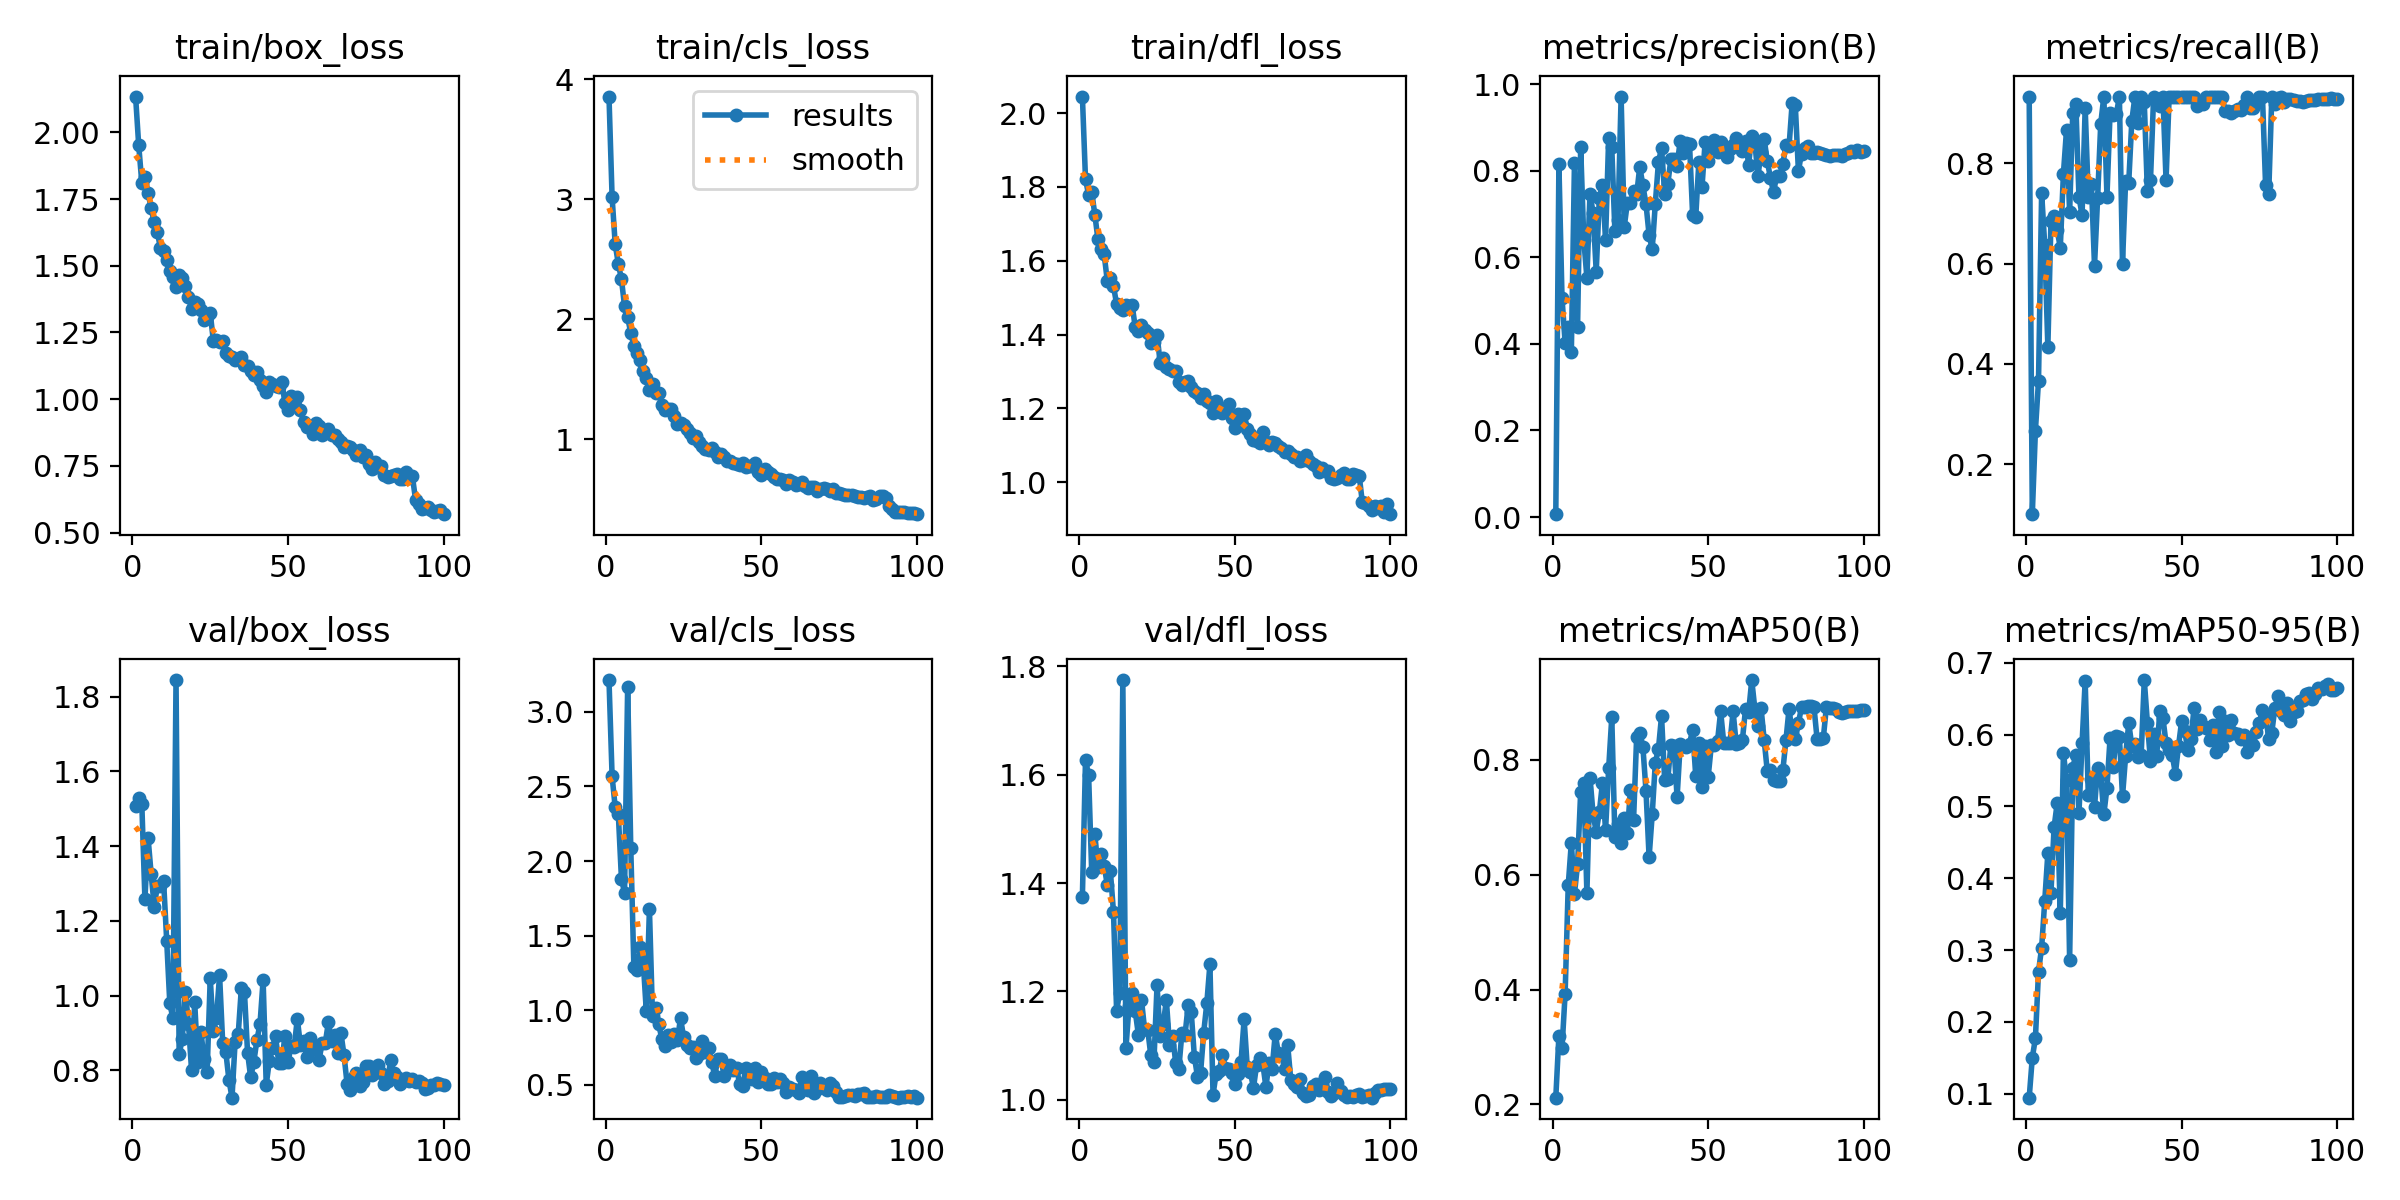 train/box_loss
2.00
1.75
1.50
1.25
1.00
0.75
0.50
0 50 100
train/cls_loss
4
3
2
1
results
smooth
0 50 100
train/dfl_loss
2.0
1.8
1.6
1.4
1.2
1.0
0 50 100
metrics/precision(B)
1.0
0.8
0.6
0.4
0.2
0.0
0 50 100
metrics/recall(B)
0.8
0.6
0.4
0.2
0 50 100
val/box_loss
1.8
1.6
1.4
1.2
1.0
0.8
0 50 100
val/cls_loss
3.0
2.5
2.0
1.5
1.0
0.5
0 50 100
val/dfl_loss
1.8
1.6
1.4
1.2
1.0
0 50 100
metrics/mAP50(B)
0.8
0.6
0.4
0.2
0 50 100
metrics/mAP50-95(B)
0.7
0.6
0.5
0.4
0.3
0.2
0.1
0 50 100